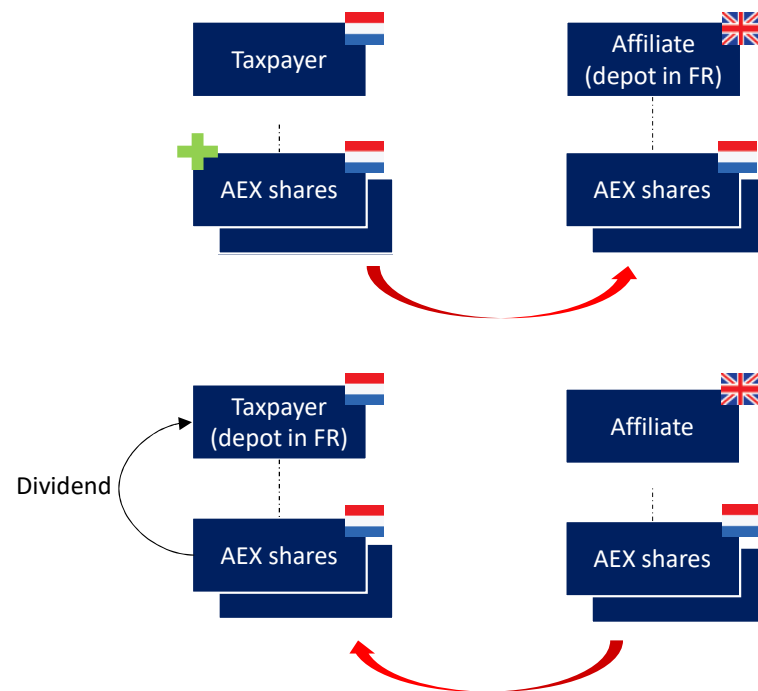 Taxpayer
Affiliate
(depot in FR)
AEX shares
AEX shares
Taxpayer
(depot in FR)
Affiliate
Dividend
AEX shares
AEX shares